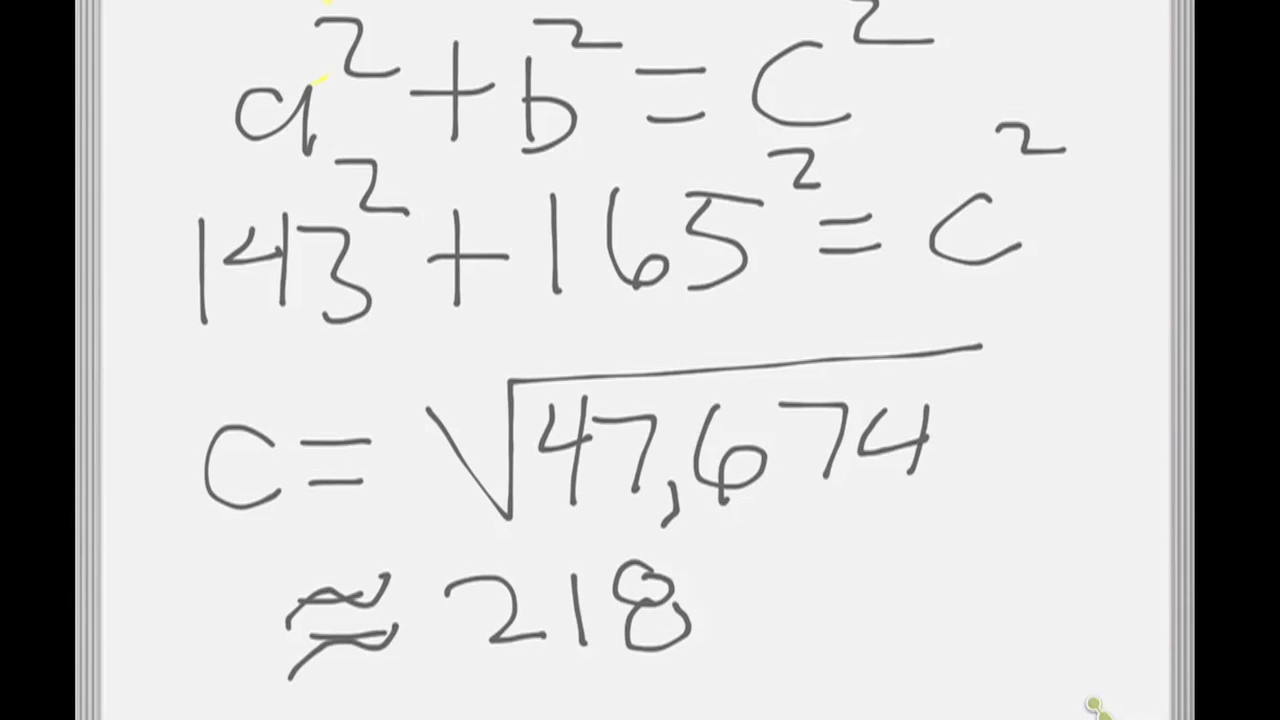 a² + b² = c²
143² + 165² = c²
c = √47,674
≈ 218